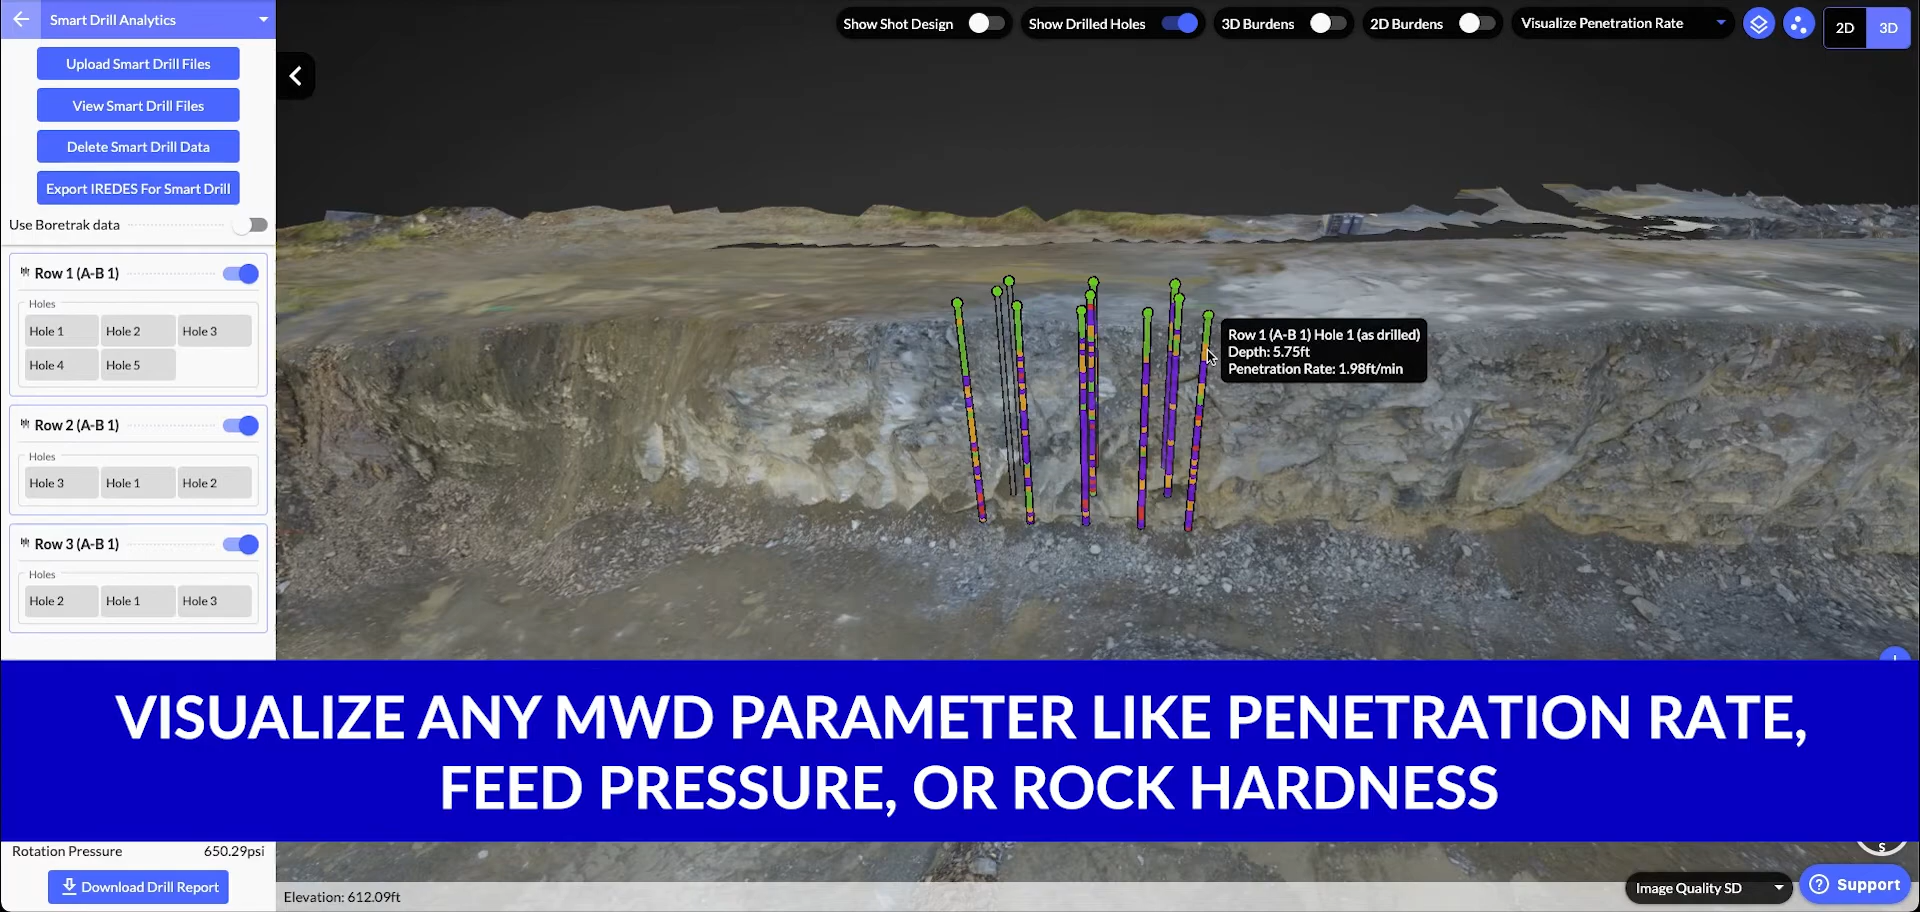 Smart Drill Analytics
Upload Smart Drill Files
View Smart Drill Files
Delete Smart Drill Data
Export IREDES For Smart Drill
Use Boretrak data
Row 1 (A-B 1)
Holes
Hole 1 Hole 2 Hole 3
Hole 4 Hole 5
Row 2 (A-B 1)
Holes
Hole 3 Hole 1 Hole 2
Row 3 (A-B 1)
Holes
Hole 2 Hole 1 Hole 3
Show Shot Design Show Drilled Holes 3D Burdens 2D Burdens Visualize Penetration Rate 2D 3D
Row 1 (A-B 1) Hole 1 (as drilled)
Depth: 5.75ft
Penetration Rate: 1.98ft/min
VISUALIZE ANY MWD PARAMETER LIKE PENETRATION RATE,
FEED PRESSURE, OR ROCK HARDNESS
Rotation Pressure 650.29psi
Download Drill Report
Elevation: 612.09ft
S
Image Quality SD
Support